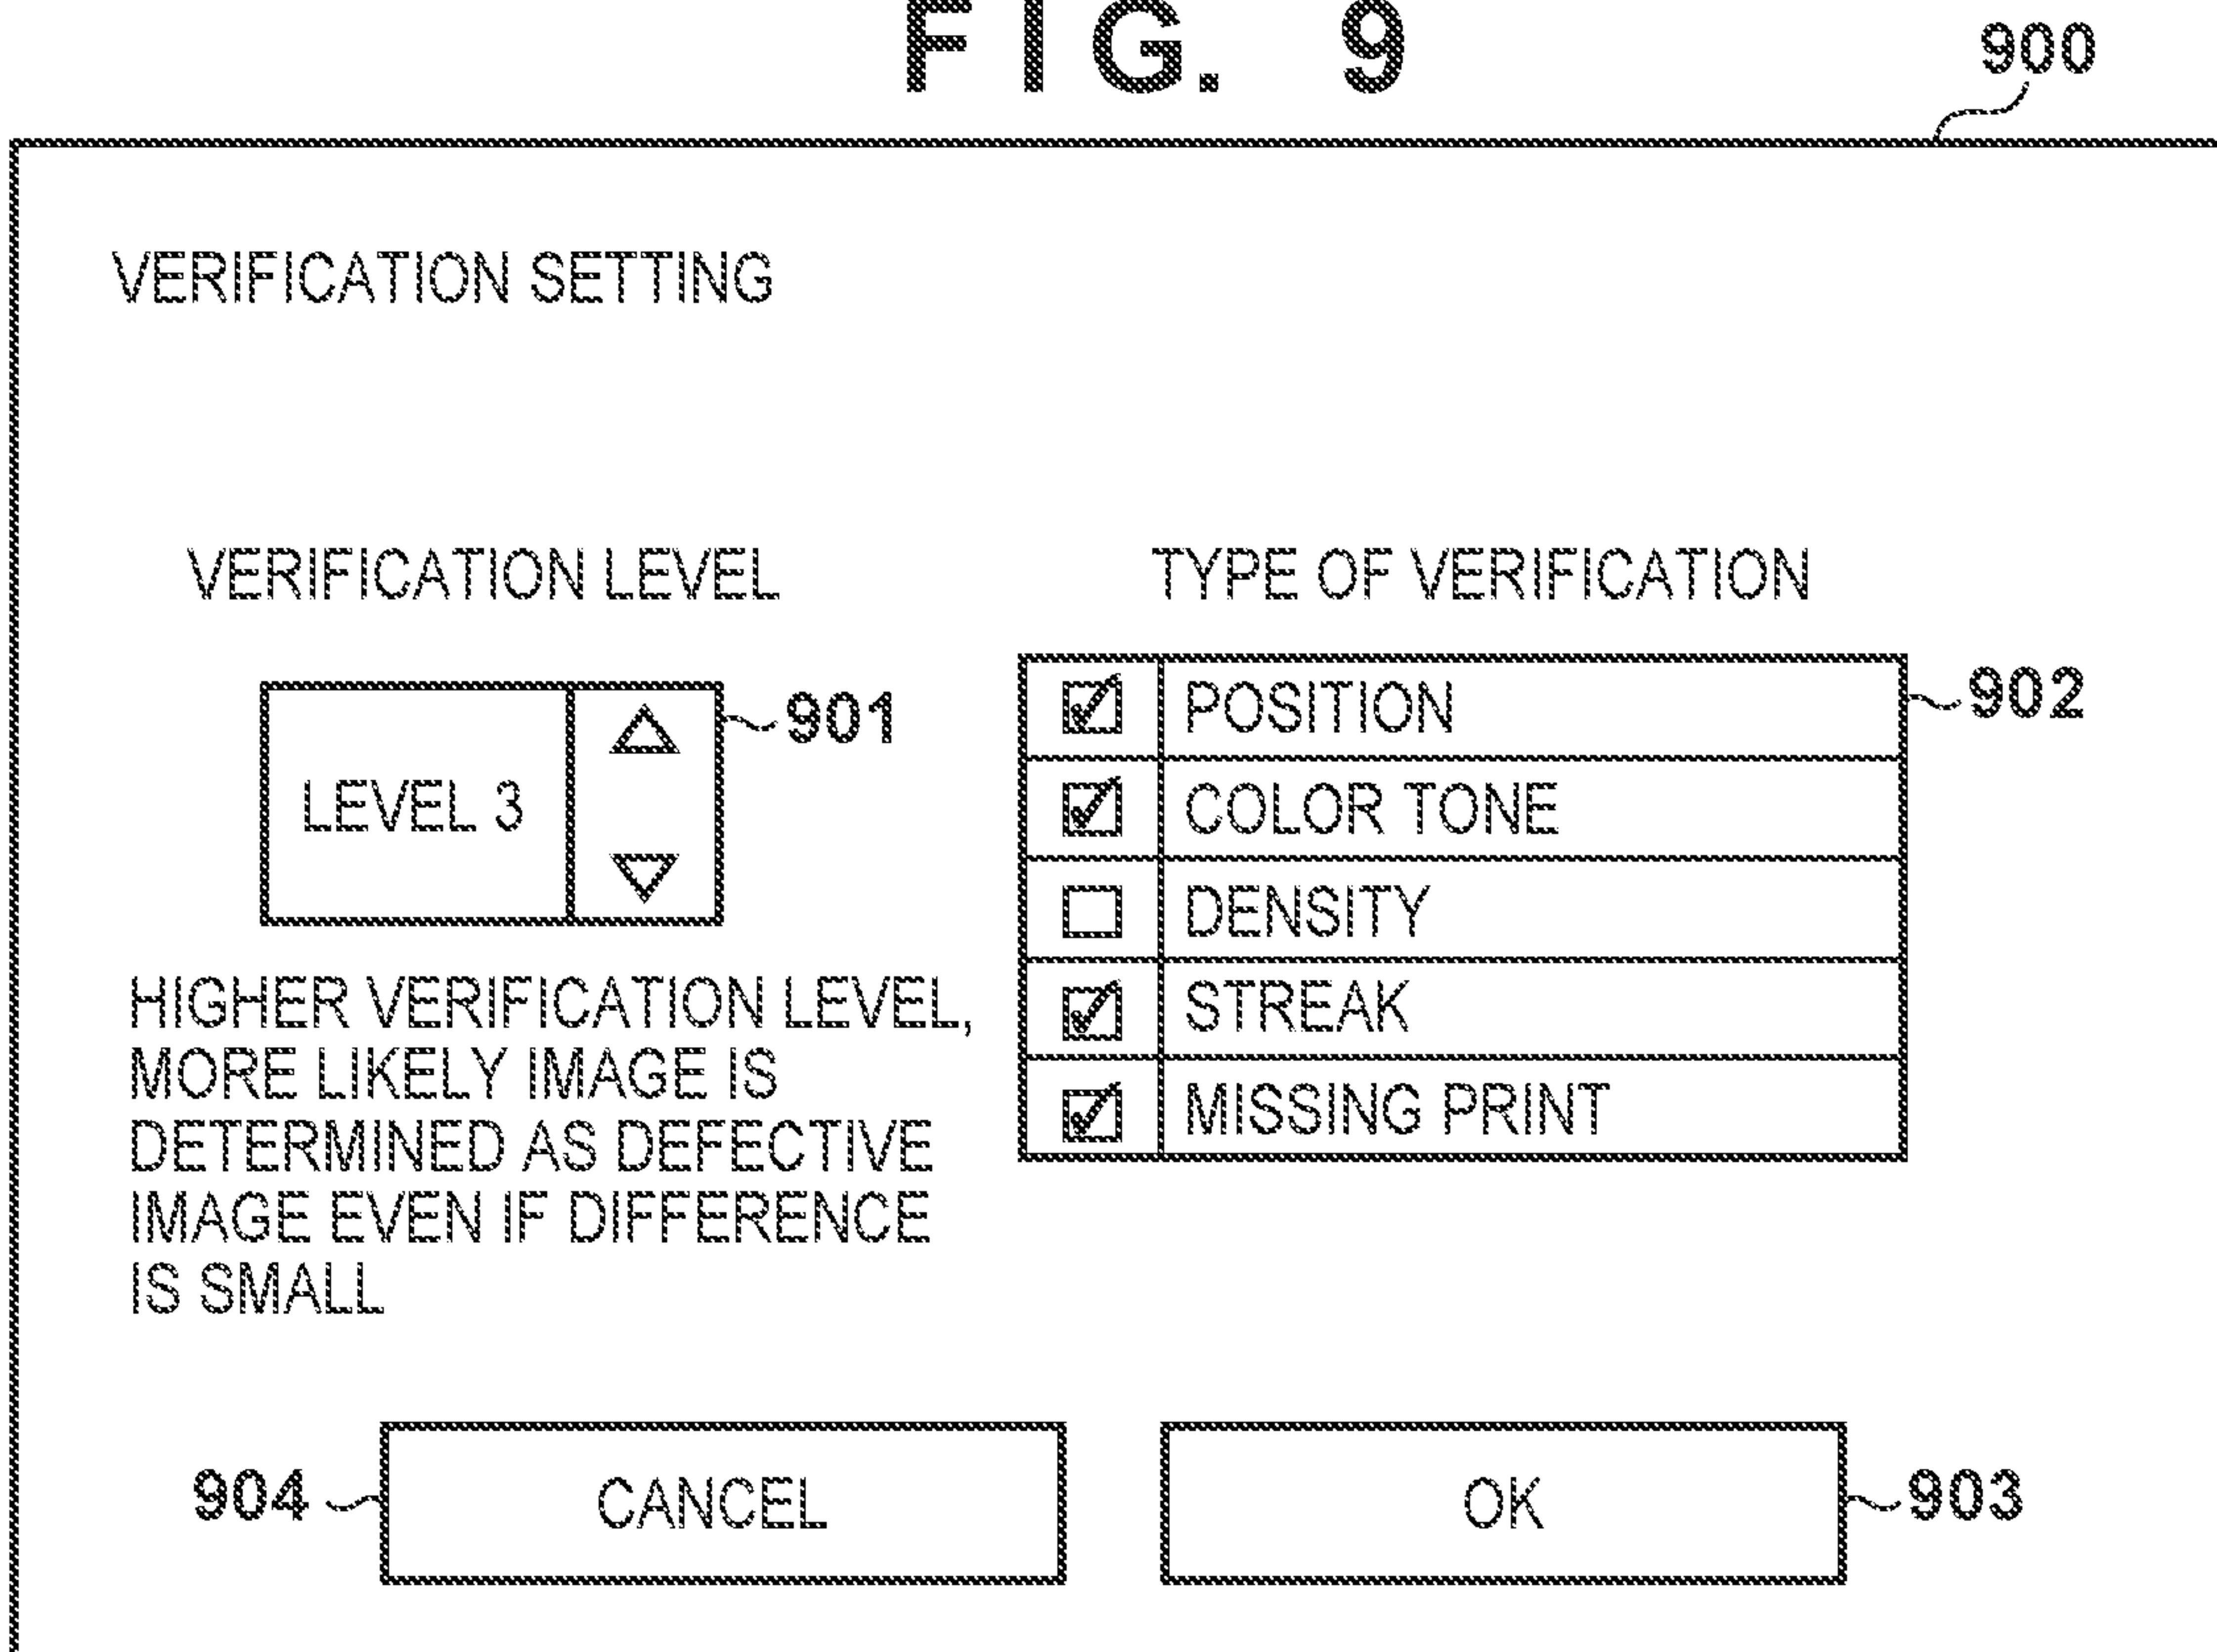 FIG. 9
900
VERIFICATION SETTING
VERIFICATION LEVEL
LEVEL 3
901
HIGHER VERIFICATION LEVEL,
MORE LIKELY IMAGE IS
DETERMINED AS DEFECTIVE
IMAGE EVEN IF DIFFERENCE
IS SMALL
TYPE OF VERIFICATION
POSITION
902
COLOR TONE
DENSITY
STREAK
MISSING PRINT
904
CANCEL
OK
903